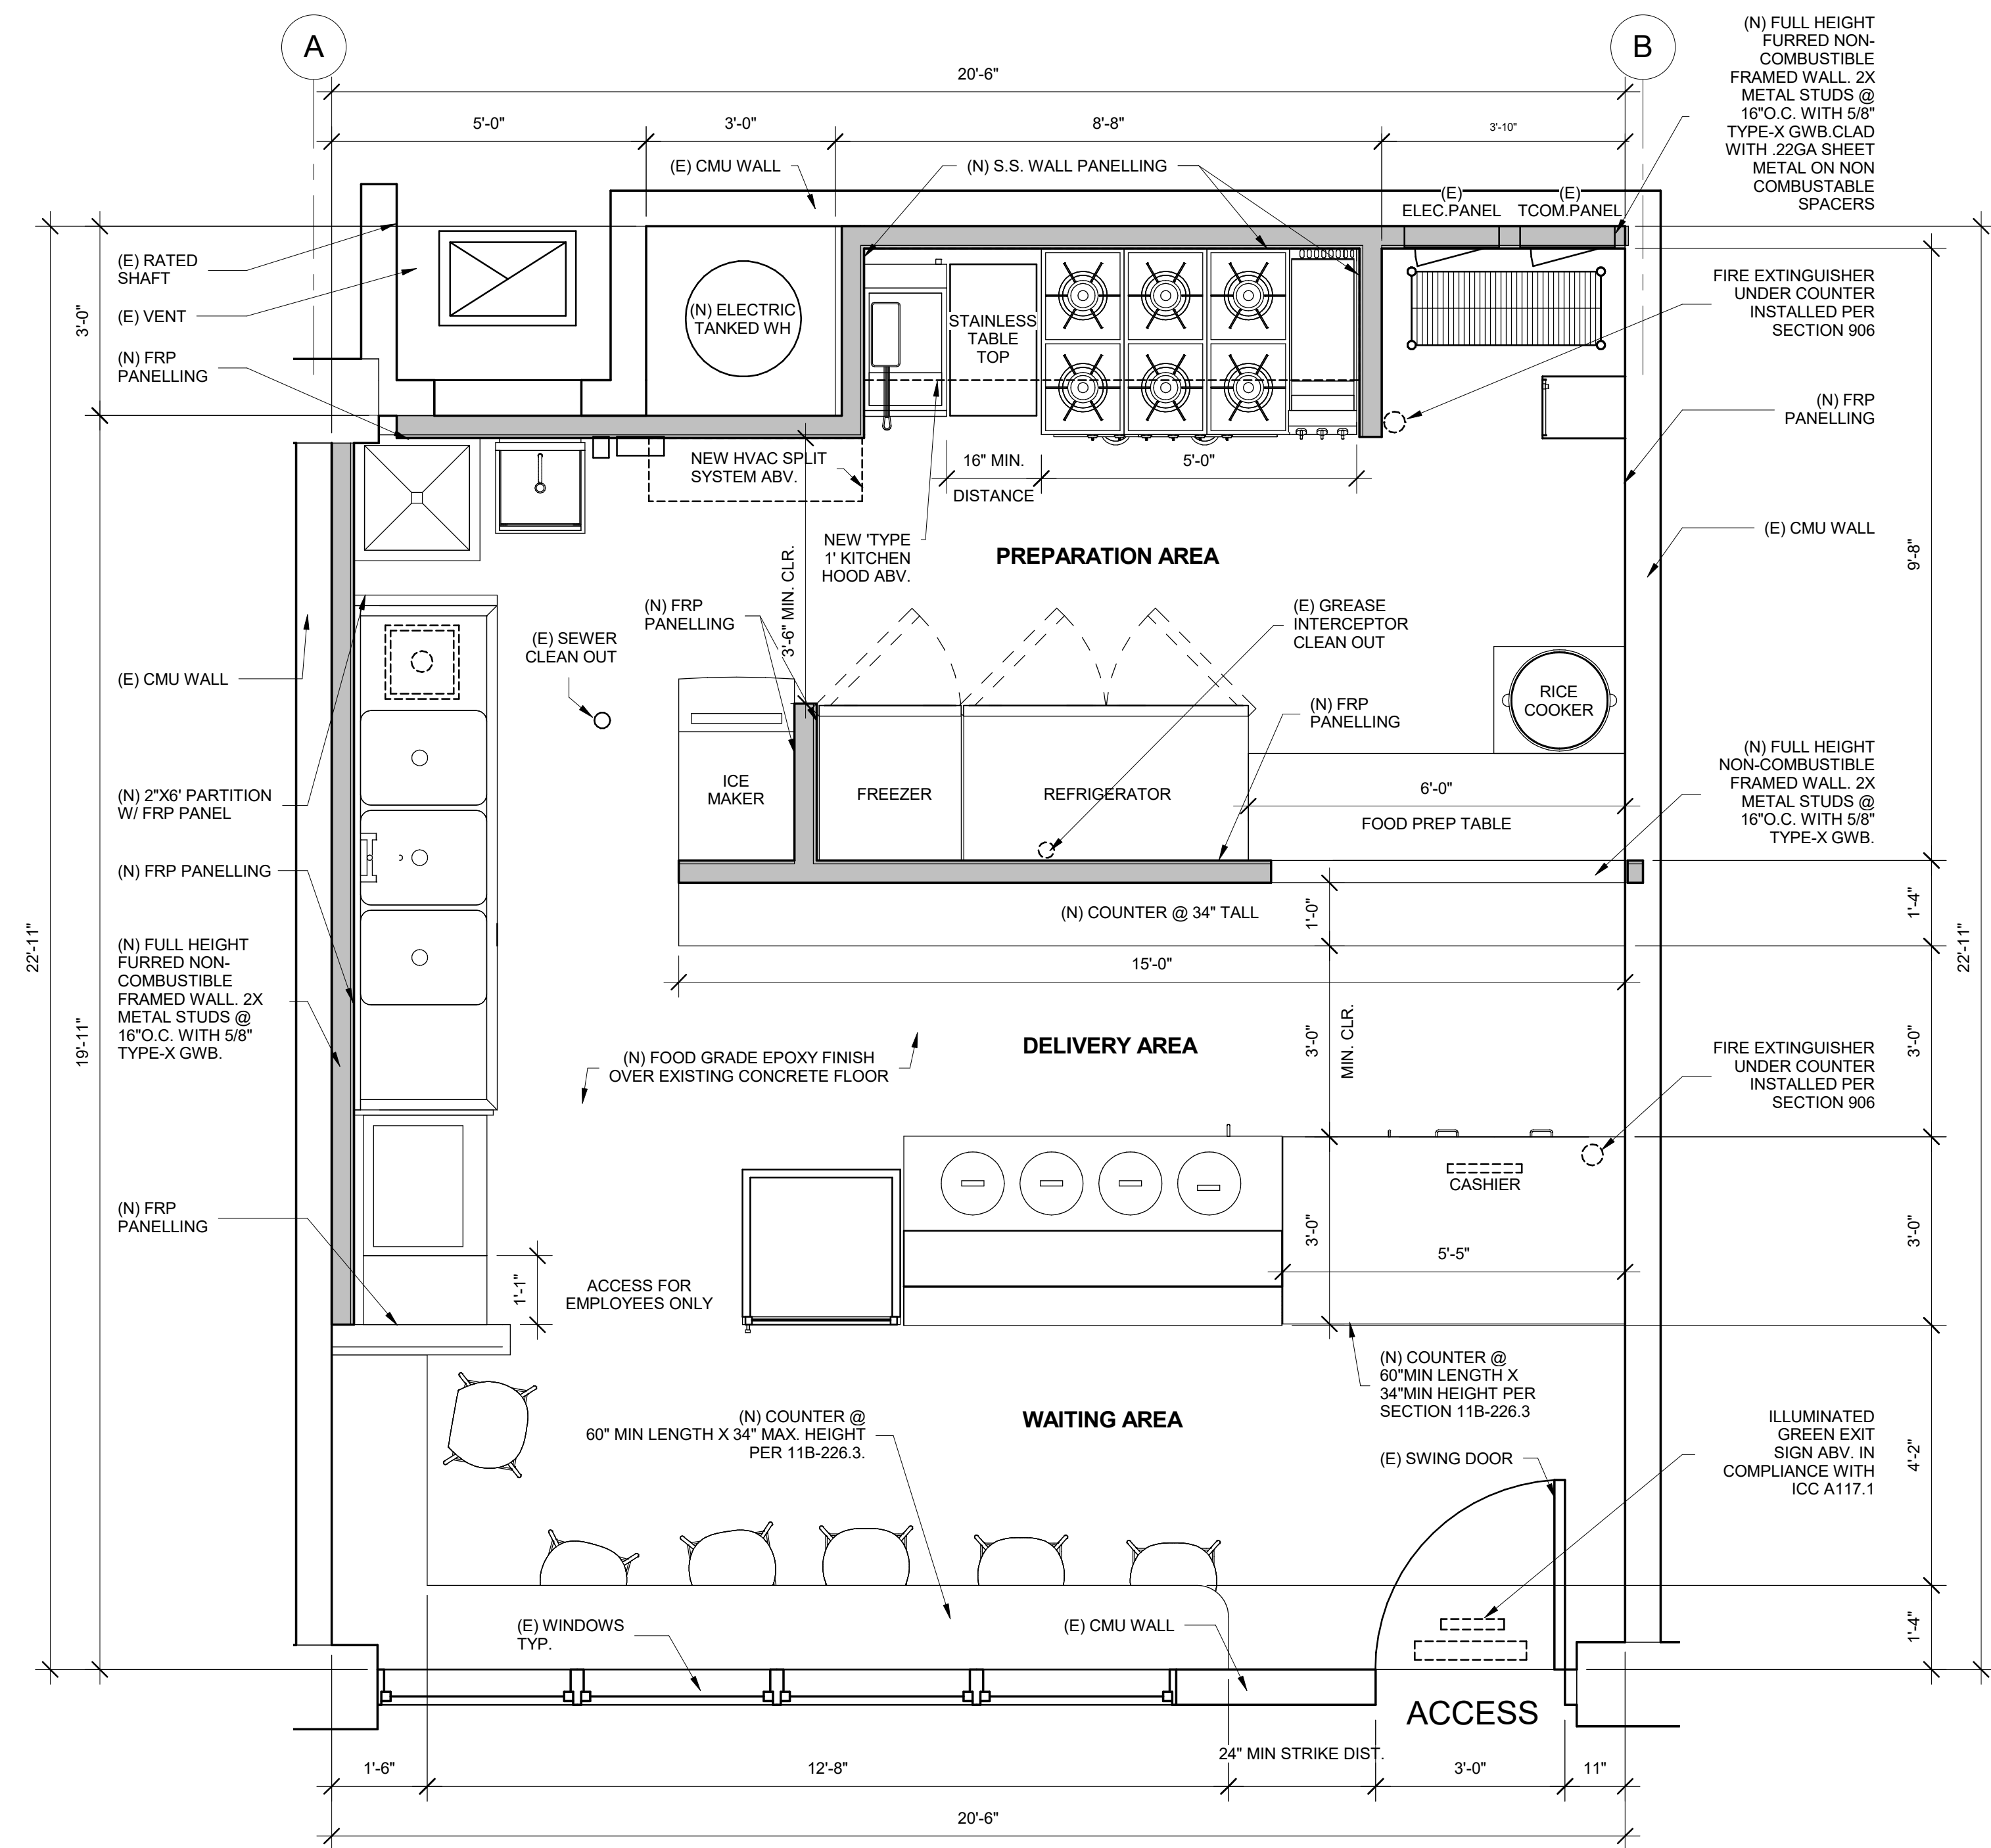 A
B
20'-6"
5'-0"
3'-0"
8'-8"
3'-10"
(N) FULL HEIGHT
FURRED NON-
COMBUSTIBLE
FRAMED WALL. 2X
METAL STUDS @
16"O.C. WITH 5/8"
TYPE-X GWB.CLAD
WITH .22GA SHEET
METAL ON NON
COMBUSTABLE
SPACERS
(E) CMU WALL
(N) S.S. WALL PANELLING
(E)
ELEC.PANEL
(E)
TCOM.PANEL
(E) RATED
SHAFT
(E) VENT
(N) FRP
PANELLING
3'-0"
(N) ELECTRIC
TANKED WH
STAINLESS
TABLE
TOP
FIRE EXTINGUISHER
UNDER COUNTER
INSTALLED PER
SECTION 906
(N) FRP
PANELLING
NEW HVAC SPLIT
SYSTEM ABV.
16" MIN.
DISTANCE
5'-0"
NEW 'TYPE
1' KITCHEN
HOOD ABV.
PREPARATION AREA
(E) CMU WALL
9'-8"
3'-6" MIN. CLR.
(N) FRP
PANELLING
(E) SEWER
CLEAN OUT
(E) GREASE
INTERCEPTOR
CLEAN OUT
(E) CMU WALL
(N) FRP
PANELLING
RICE
COOKER
(N) 2"X6' PARTITION
W/ FRP PANEL
ICE
MAKER
FREEZER
REFRIGERATOR
6'-0"
FOOD PREP TABLE
(N) FULL HEIGHT
NON-COMBUSTIBLE
FRAMED WALL. 2X
METAL STUDS @
16"O.C. WITH 5/8"
TYPE-X GWB.
(N) FRP PANELLING
(N) COUNTER @ 34" TALL
1'-0"
1'-4"
22'-11"
22'-11"
(N) FULL HEIGHT
FURRED NON-
COMBUSTIBLE
FRAMED WALL. 2X
METAL STUDS @
16"O.C. WITH 5/8"
TYPE-X GWB.
19'-11"
15'-0"
DELIVERY AREA
3'-0"
MIN. CLR.
3'-0"
(N) FOOD GRADE EPOXY FINISH
OVER EXISTING CONCRETE FLOOR
FIRE EXTINGUISHER
UNDER COUNTER
INSTALLED PER
SECTION 906
CASHIER
(N) FRP
PANELLING
3'-0"
3'-0"
5'-5"
1'-1"
ACCESS FOR
EMPLOYEES ONLY
(N) COUNTER @
60"MIN LENGTH X
34"MIN HEIGHT PER
SECTION 11B-226.3
(N) COUNTER @
60" MIN LENGTH X 34" MAX. HEIGHT
PER 11B-226.3.
WAITING AREA
(E) SWING DOOR
ILLUMINATED
GREEN EXIT
SIGN ABV. IN
COMPLIANCE WITH
ICC A117.1
4'-2"
(E) WINDOWS
TYP.
(E) CMU WALL
1'-4"
ACCESS
24" MIN STRIKE DIST.
1'-6"
12'-8"
3'-0"
11"
20'-6"